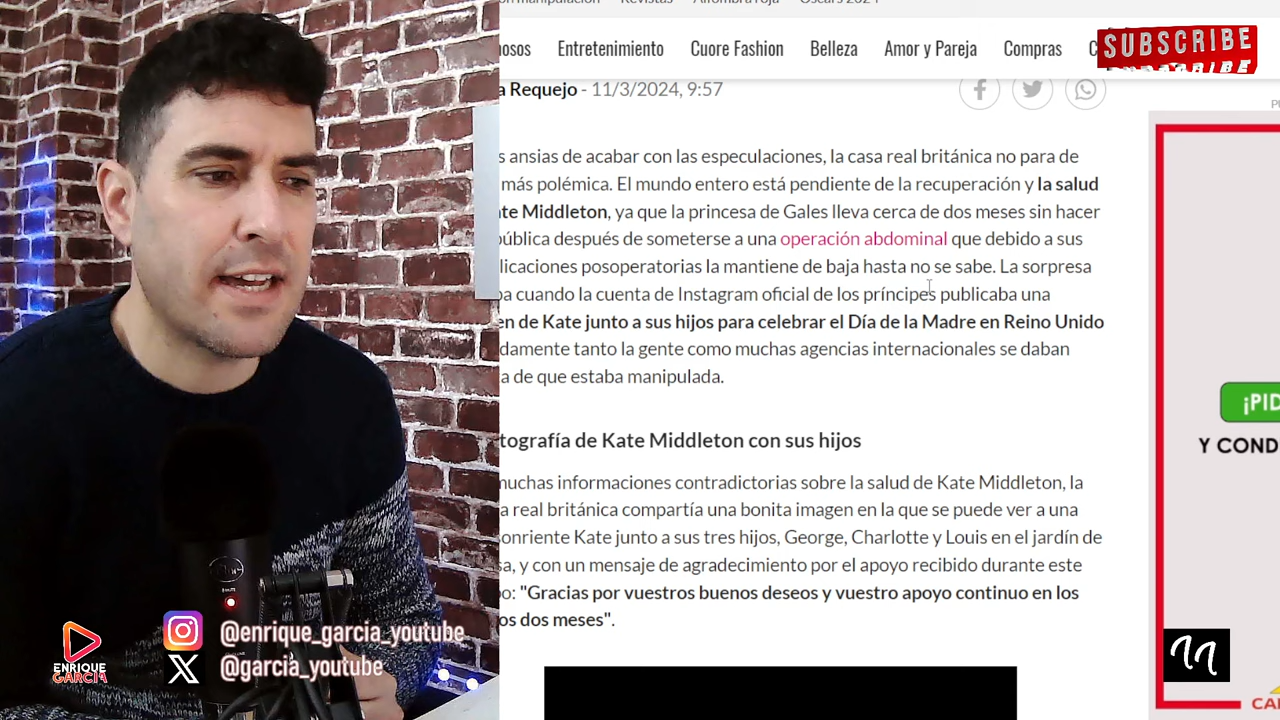 Revistas
Alfombra roja
Oscars 2024
Entretenimiento
Cuore Fashion
Belleza
Amor y Pareja
Compras
SUBSCRIBE
a Requejo - 11/3/2024, 9:57
s ansias de acabar con las especulaciones, la casa real británica no para de
más polémica. El mundo entero está pendiente de la recuperación y la salud
te Middleton, ya que la princesa de Gales lleva cerca de dos meses sin hacer
pública después de someterse a una operación abdominal que debido a sus
licaciones posoperatorias la mantiene de baja hasta no se sabe. La sorpresa
a cuando la cuenta de Instagram oficial de los príncipes publicaba una
en de Kate junto a sus hijos para celebrar el Día de la Madre en Reino Unido
damente tanto la gente como muchas agencias internacionales se daban
a de que estaba manipulada.
tografía de Kate Middleton con sus hijos
muchas informaciones contradictorias sobre la salud de Kate Middleton, la
a real británica compartía una bonita imagen en la que se puede ver a una
onriente Kate junto a sus tres hijos, George, Charlotte y Louis en el jardín de
sa, y con un mensaje de agradecimiento por el apoyo recibido durante este
o: "Gracias por vuestros buenos deseos y vuestro apoyo continuo en los
os dos meses".
¡PID
Y COND
ENRIQUE
GARCIA
@enrique_garcia_youtube
@garcia_youtube